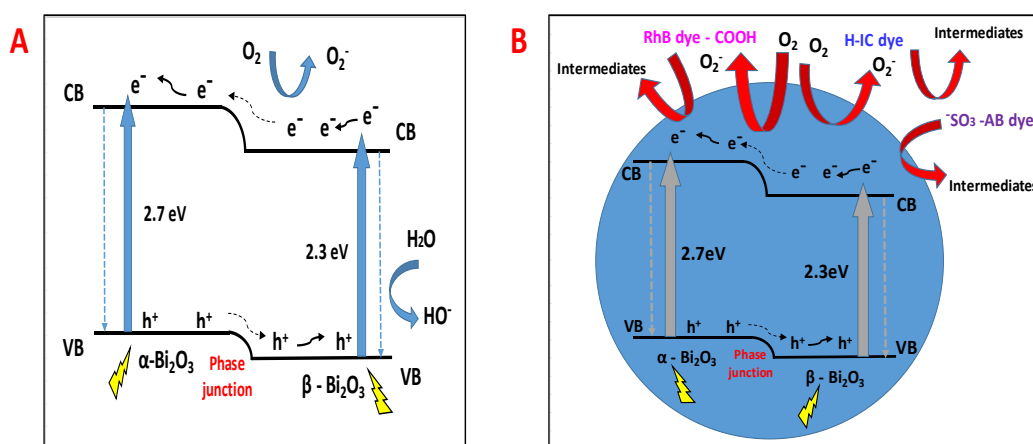 A
O₂ O₂⁻
e⁻ e⁻
CB
e⁻ e⁻ e⁻
CB
2.7 eV
2.3 eV
H₂O
HO⁻
h⁺ h⁺
h⁺ h⁺
VB
VB
α-Bi₂O₃
Phase
junction
β - Bi₂O₃
B
RhB dye - COOH
O₂ O₂
H-IC dye
Intermediates
Intermediates
O₂⁻
O₂⁻
⁻SO₃ -AB dye
Intermediates
e⁻ e⁻
CB
e⁻ e⁻ e⁻
CB
2.7eV
2.3eV
VB
h⁺ h⁺
h⁺ h⁺
VB
α - Bi₂O₃
Phase
junction
β - Bi₂O₃